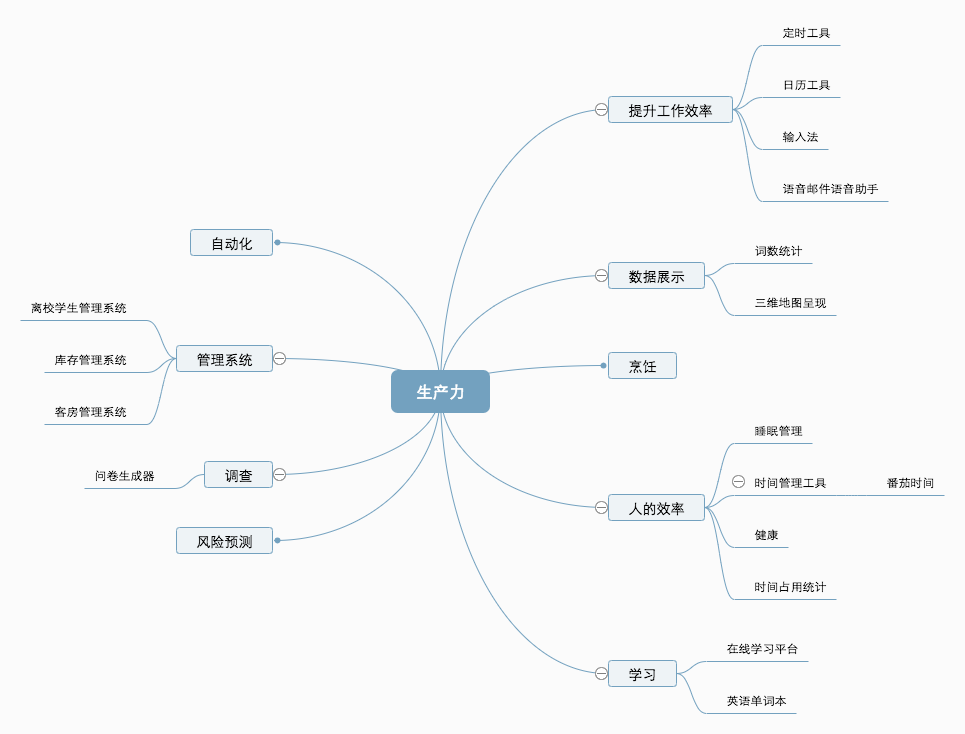 生产力
提升工作效率
定时工具
日历工具
输入法
语音邮件语音助手
数据展示
词数统计
三维地图呈现
烹饪
人的效率
睡眠管理
时间管理工具
番茄时间
健康
时间占用统计
学习
在线学习平台
英语单词本
自动化
管理系统
离校学生管理系统
库存管理系统
客房管理系统
调查
问卷生成器
风险预测